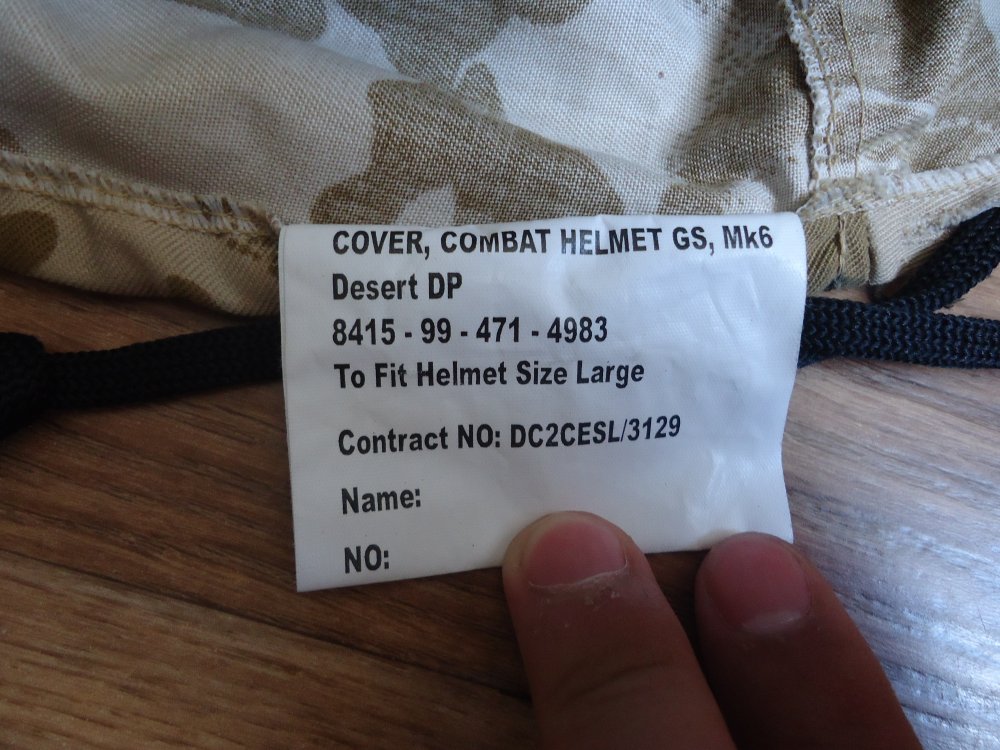 COVER, COMBAT HELMET GS, Mk6
Desert DP
8415 - 99 - 471 - 4983
To Fit Helmet Size Large
Contract NO: DC2CESL/3129
Name:
NO: